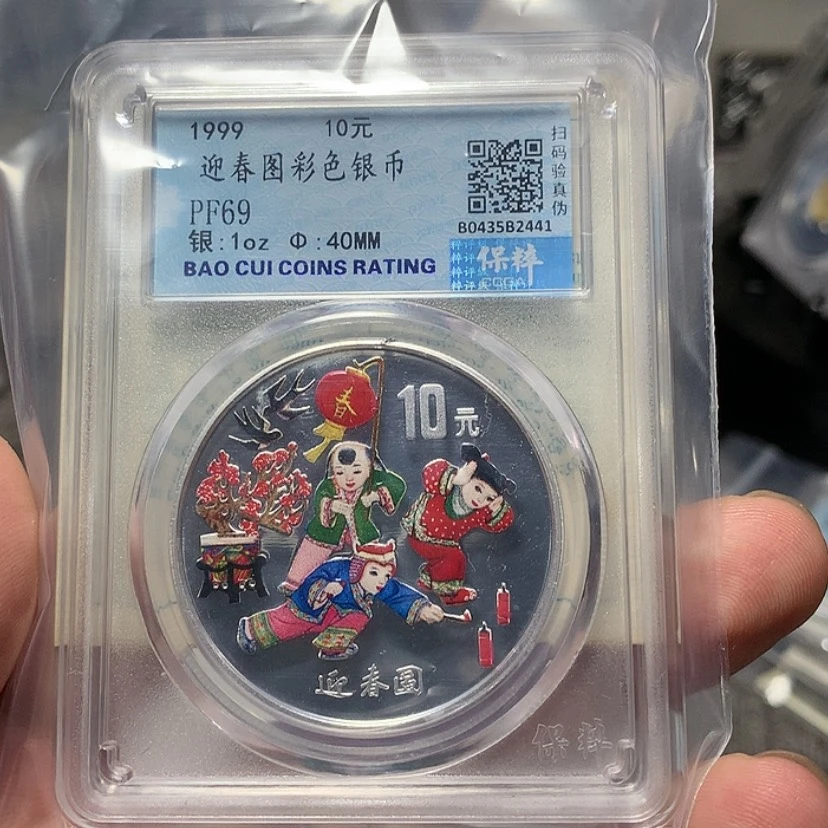 1999 10元
迎春图彩色银币
PF69
银:1oz Φ:40MM
BAO CUI COINS RATING
扫码验真伪
B0435B2441
保粹
春
10元
迎春图
保粹